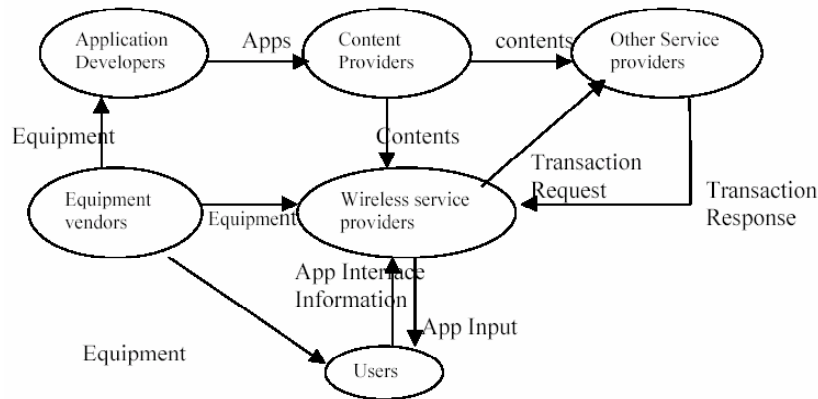 Application
Developers
Apps
Content
Providers
contents
Other Service
providers
Equipment
Contents
Equipment
vendors
Equipment
Wireless service
providers
Transaction
Request
Transaction
Response
App Interface
Information
App Input
Equipment
Users